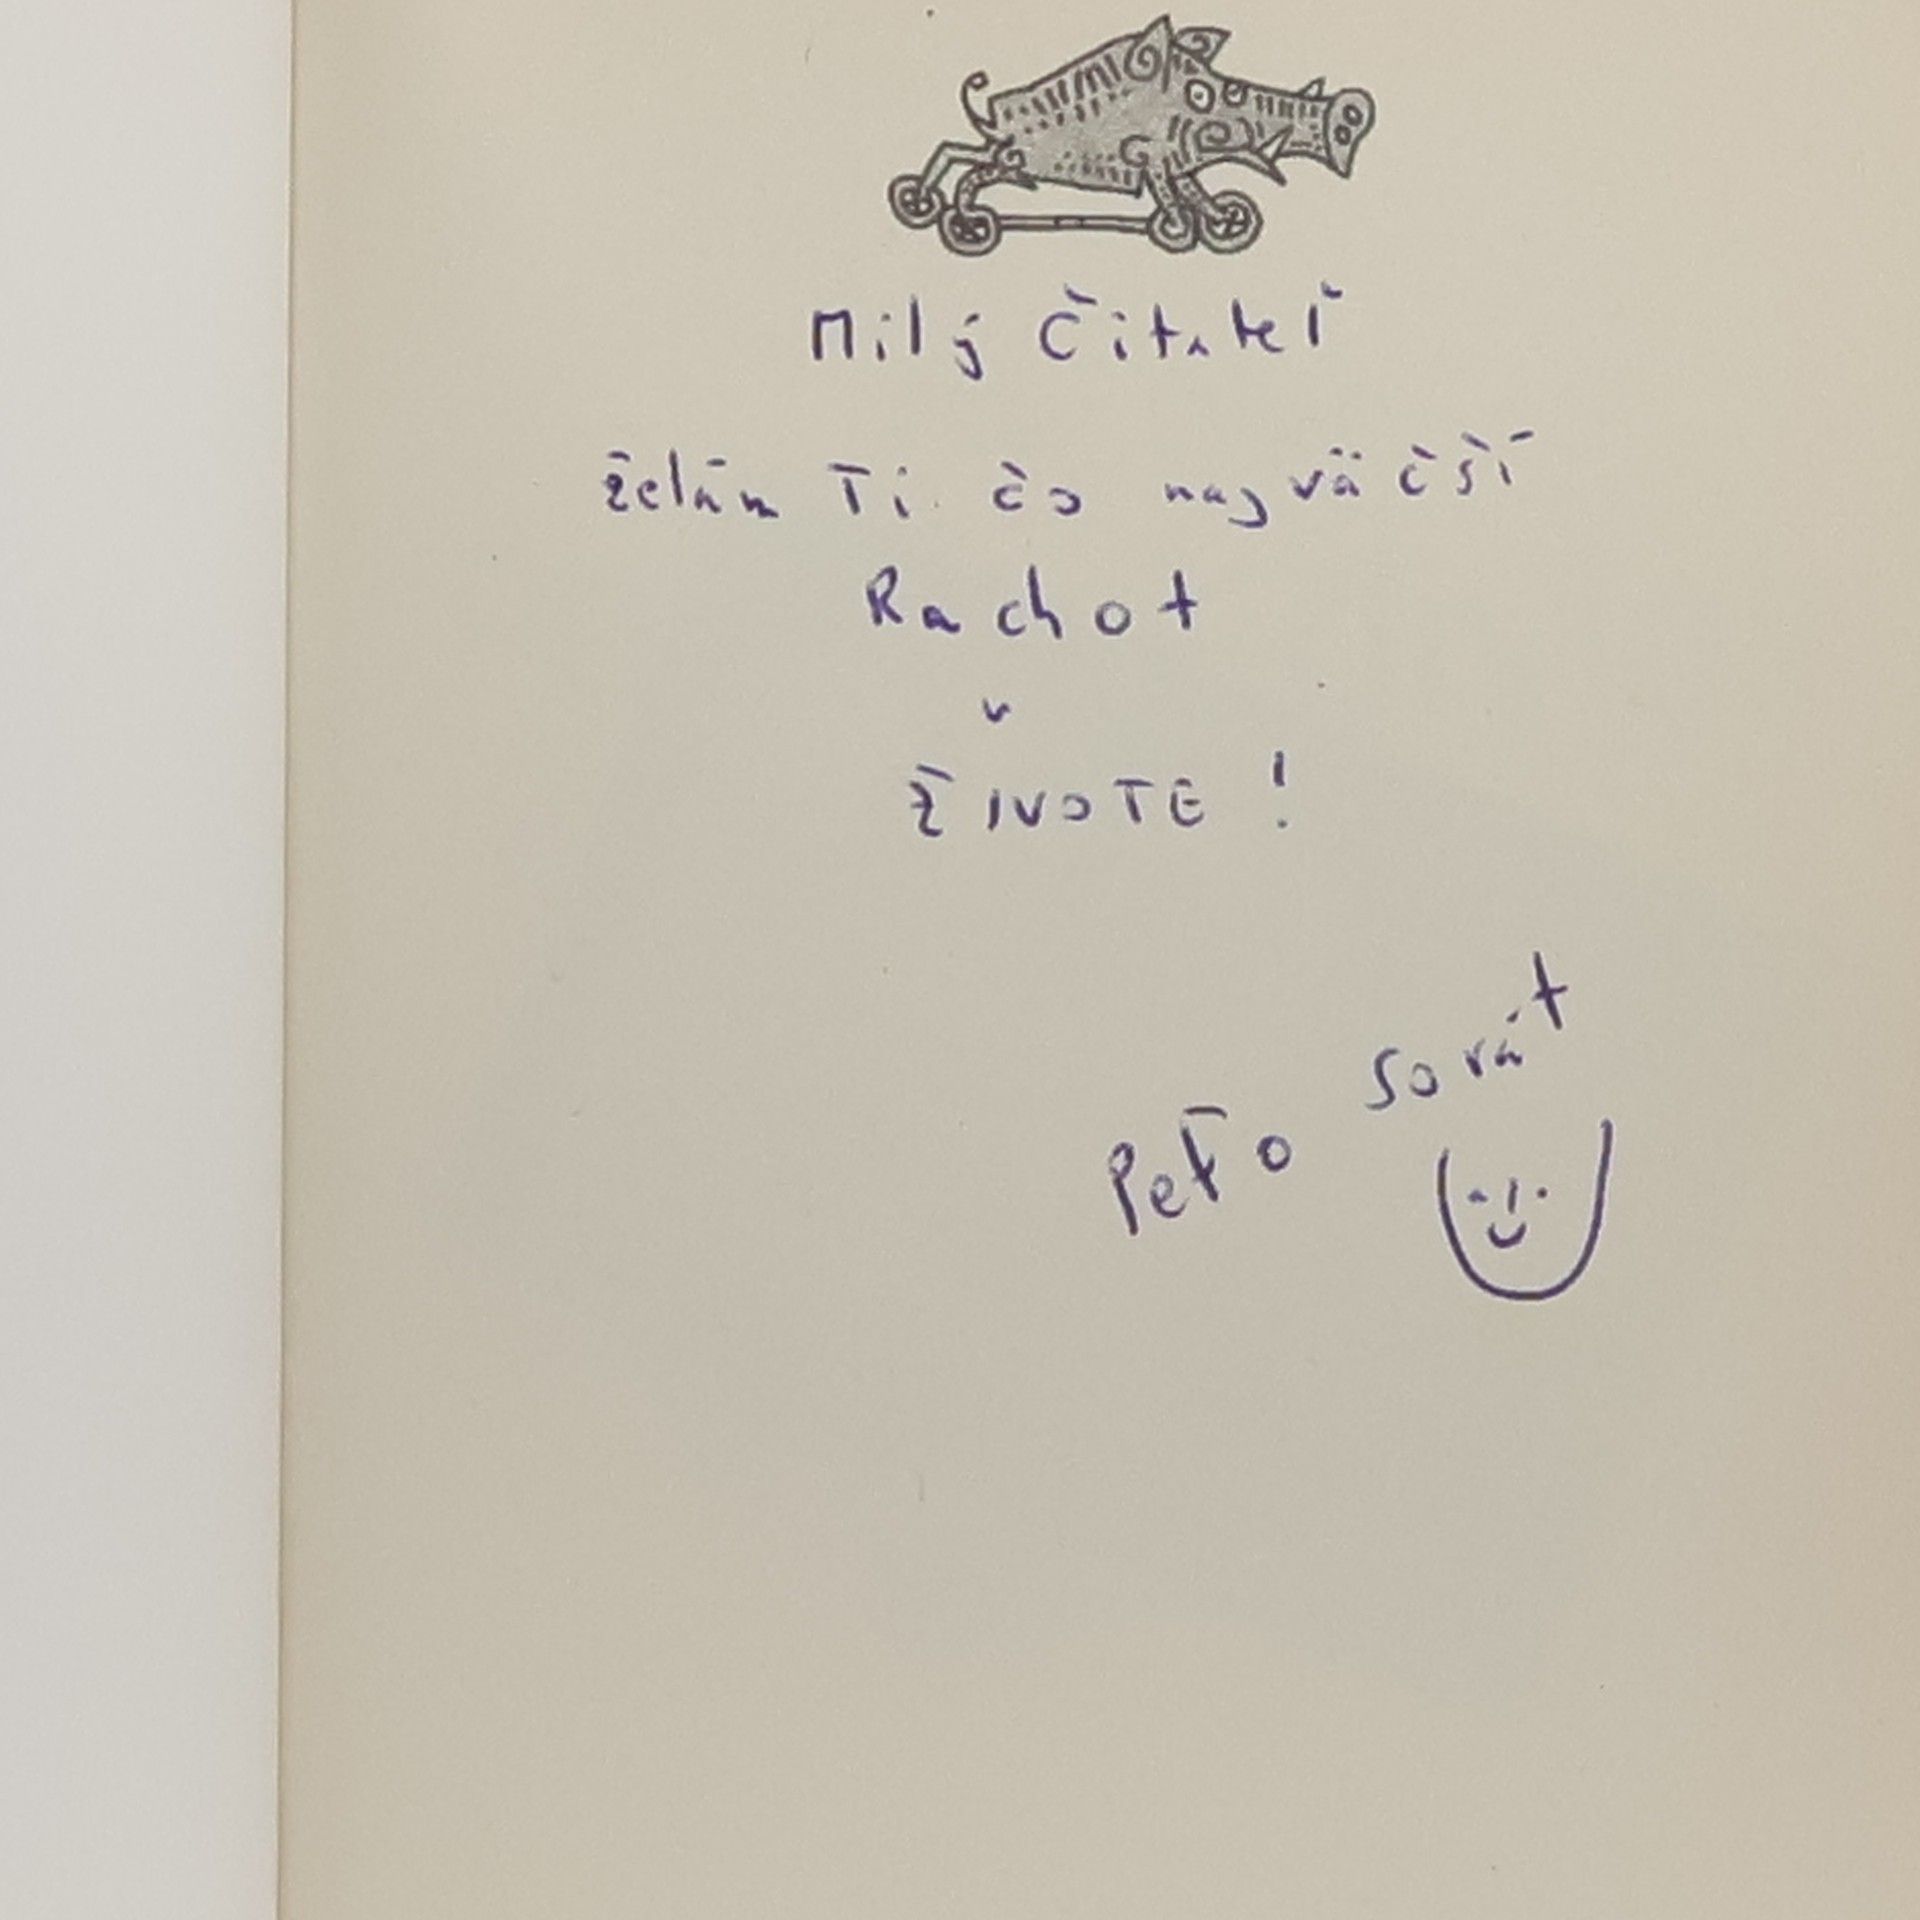 Milý Čitateľ
želám Ti čo najväčší
Rachot
v
ŽIVOTE !
Peťo Sorát